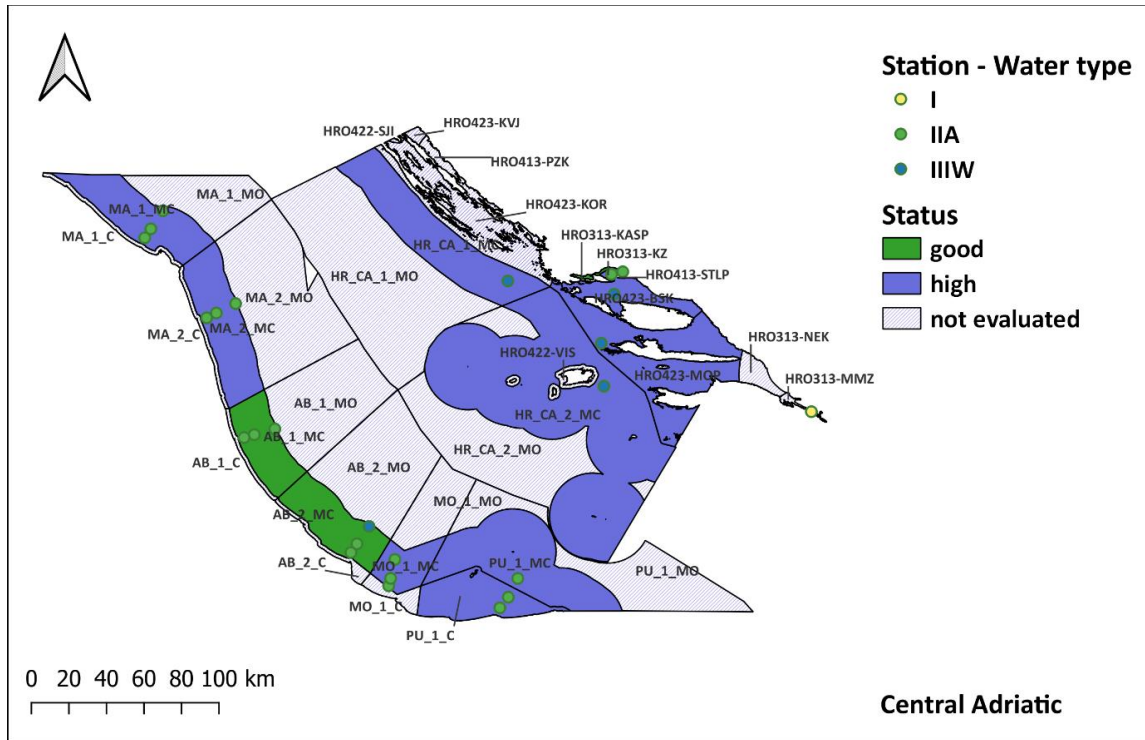 Station - Water type
I
IIA
IIIW
Status
good
high
not evaluated
HRO423-KVJ
HRO422-SJI
HRO413-PZK
MA_1_MO
HRO423-KOR
MA_1_MC
MA_1_C
HRO313-KASP
HR_CA_1_MC
HRO313-KZ
HR_CA_1_MO
HRO413-STLP
MA_2_MO
HRO423-BSK
MA_2_MC
MA_2_C
HRO313-NEK
HRO422-VIS
HRO423-MOP
HRO313-MMZ
AB_1_MO
HR_CA_2_MC
AB_1_MC
HR_CA_2_MO
AB_1_C
AB_2_MO
MO_1_MO
AB_2_MC
AB_2_C
MO_1_MC
PU_1_MC
PU_1_MO
MO_1_C
PU_1_C
0 20 40 60 80 100 km
Central Adriatic